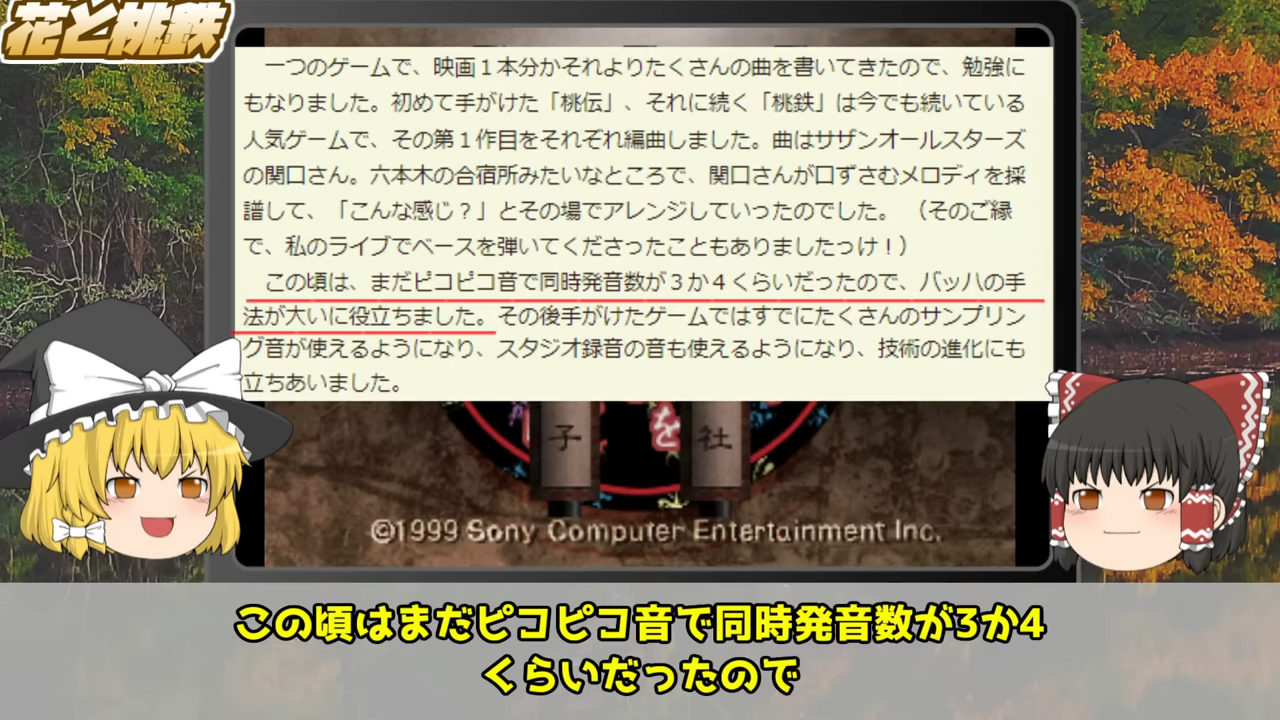 花と桃鉄
一つのゲームで、映画１本分かそれよりたくさんの曲を書いてきたので、勉強に
もなりました。初めて手がけた「桃伝」、それに続く「桃鉄」は今でも続いている
人気ゲームで、その第１作目をそれぞれ編曲しました。曲はサザンオールスターズ
の関口さん。六本木の合宿所みたいなところで、関口さんが口ずさむメロディを採
譜して、「こんな感じ？」とその場でアレンジしていったのでした。（そのご縁
で、私のライブでベースを弾いてくださったこともありましたっけ！）
この頃は、まだピコピコ音で同時発音数が３か４くらいだったので、バッハの手
法が大いに役立ちました。その後手がけたゲームではすでにたくさんのサンプリン
グ音が使えるようになり、スタジオ録音の音も使えるようになり、技術の進化にも
立ちあいました。
を
子
社
©1999 Sony Computer Entertainment Inc.
この頃はまだピコピコ音で同時発音数が3か4
くらいだったので